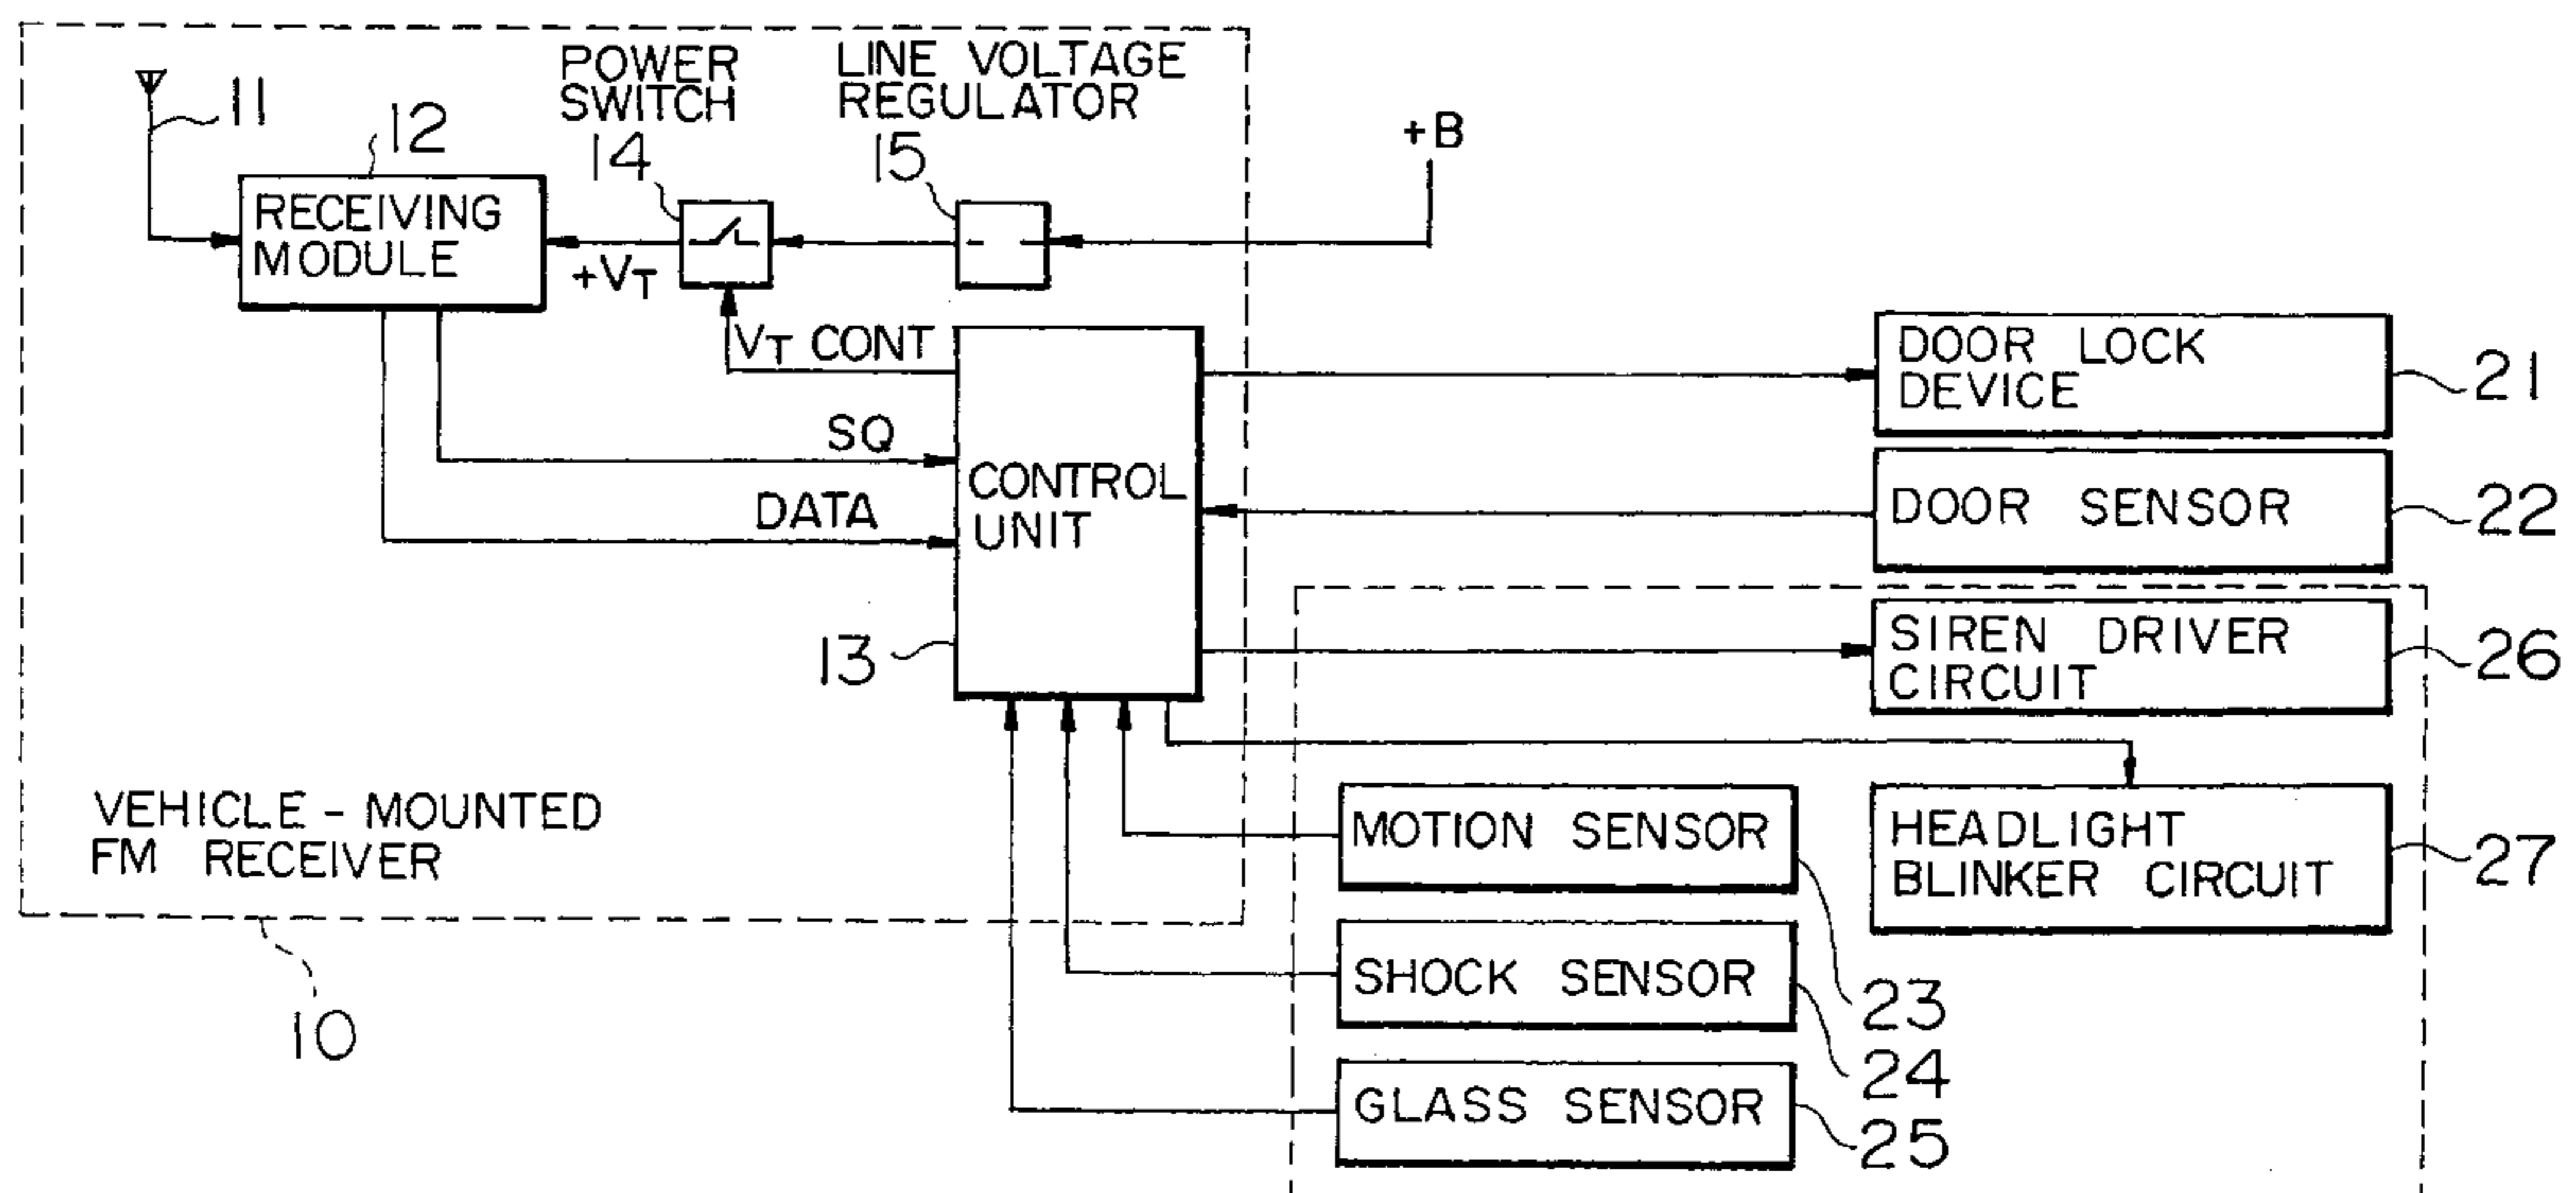 POWER
SWITCH
14
LINE VOLTAGE
REGULATOR
15
11
12
+B
RECEIVING
MODULE
+VT
VT CONT
SQ
DATA
CONTROL
UNIT
13
DOOR LOCK
DEVICE
21
DOOR SENSOR
22
SIREN DRIVER
CIRCUIT
26
HEADLIGHT
BLINKER CIRCUIT
27
MOTION SENSOR
23
SHOCK SENSOR
24
GLASS SENSOR
25
VEHICLE - MOUNTED
FM RECEIVER
10